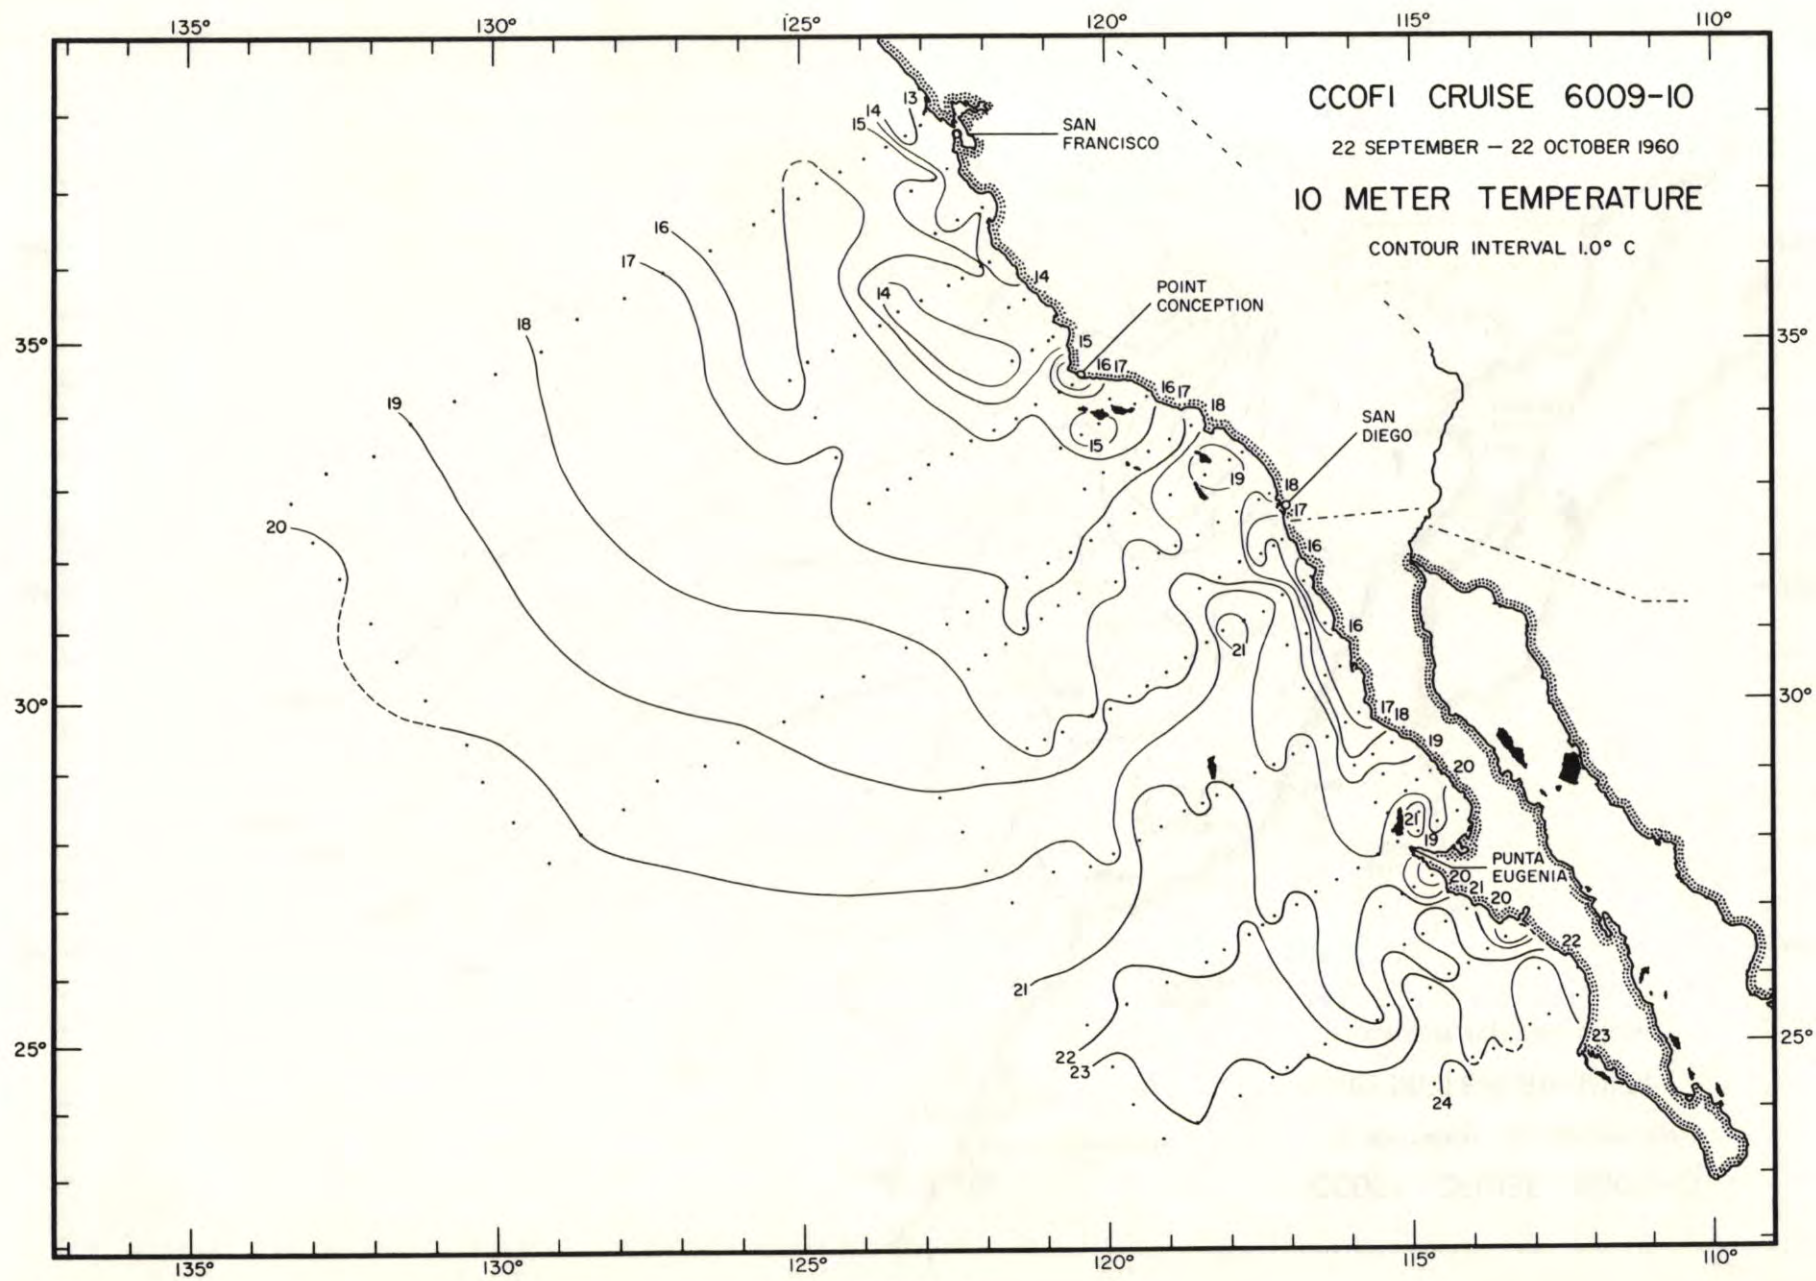 135° 130° 125° 120° 115° 110°
CCOFI CRUISE 6009-10
22 SEPTEMBER — 22 OCTOBER 1960
10 METER TEMPERATURE
CONTOUR INTERVAL 1.0° C
13
14
15
SAN
FRANCISCO
16
17
14
14
POINT
CONCEPTION
18
35°
35°
15
16 17
16 17
18
19
15
SAN
DIEGO
19
18
17
20
16
16
21
30°
30°
17 18
19
20
21
19
PUNTA
EUGENIA
20
21
20
22
21
23
25°
25°
22
23
24
135° 130° 125° 120° 115° 110°